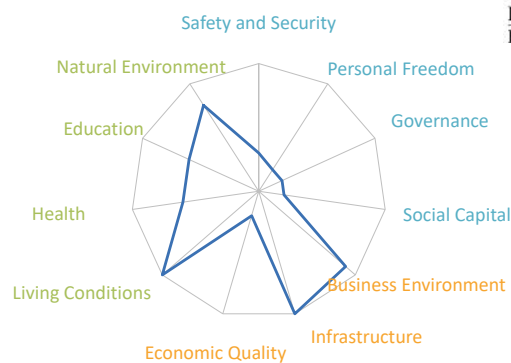 Safety and Security
Natural Environment
Personal Freedom
Education
Governance
Health
Social Capital
Business Environment
Living Conditions
Infrastructure
Economic Quality